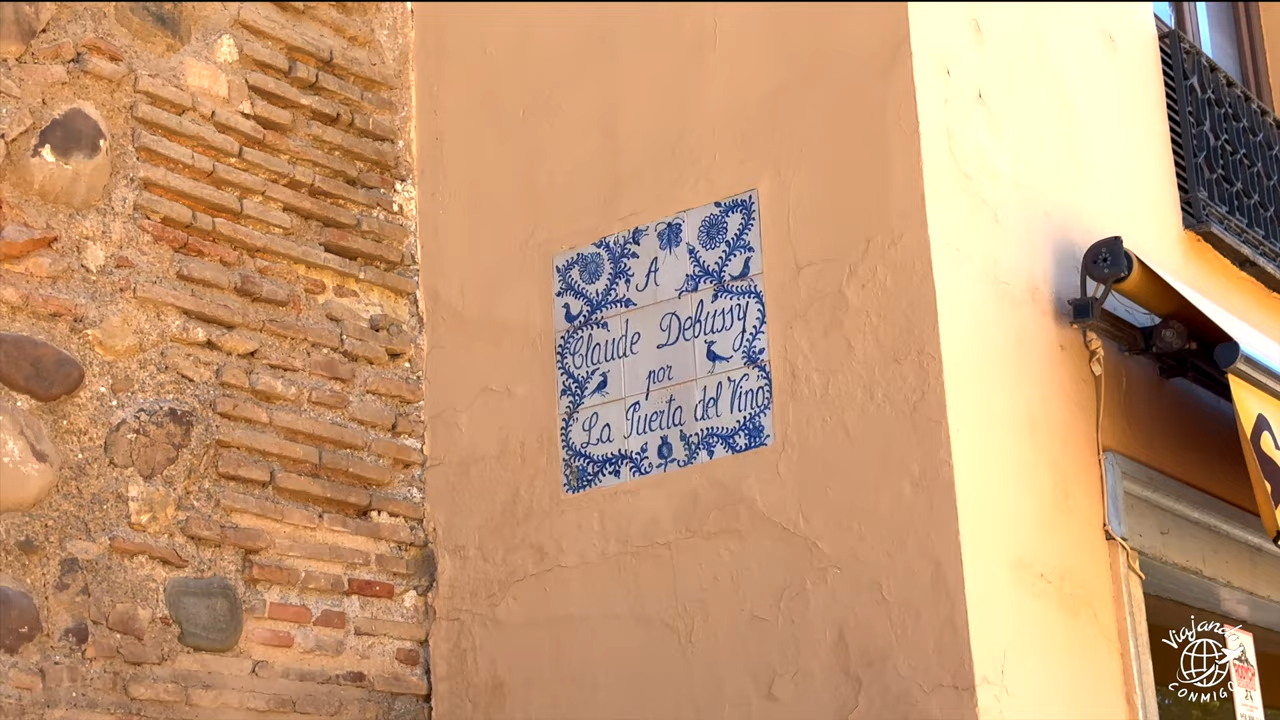 A
Claude Debussy
por
"La Puerta del Vino"
Viajando
CONMIGO